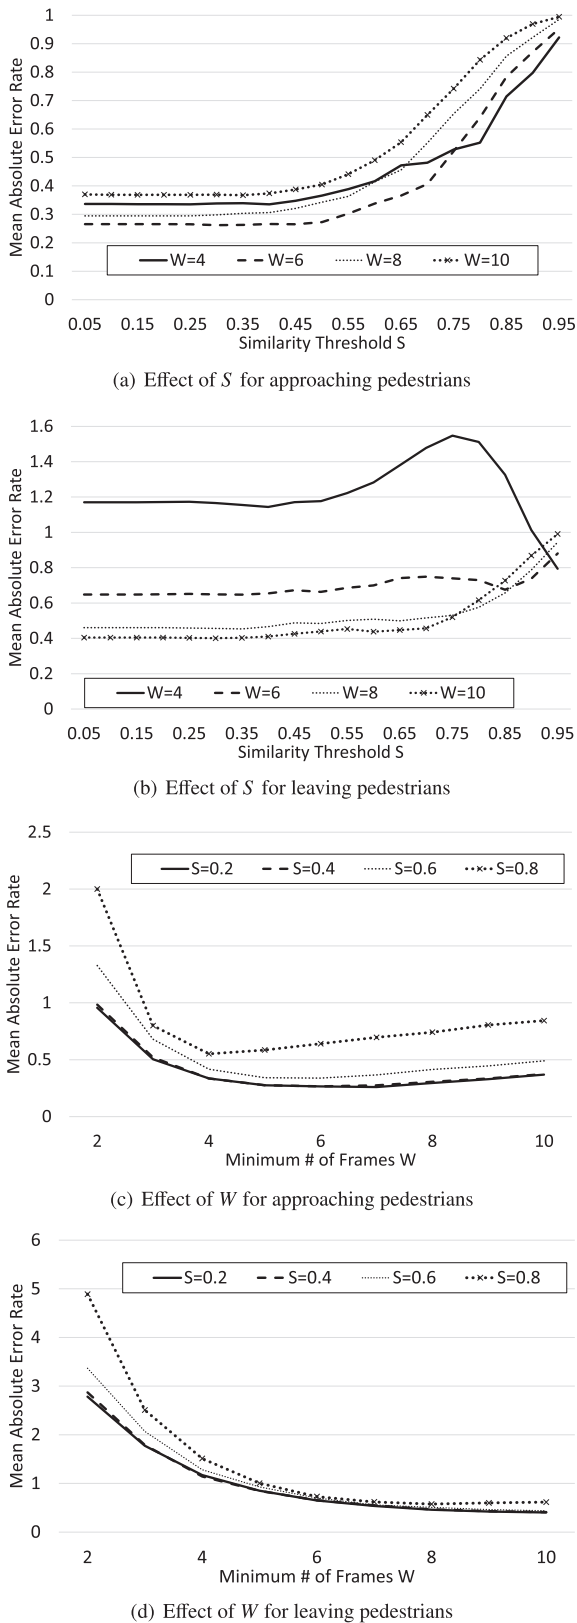 1
0.9
0.8
0.7
0.6
0.5
0.4
0.3
0.2
0.1
0
Mean Absolute Error Rate
W=4 W=6 W=8 W=10
0.05 0.15 0.25 0.35 0.45 0.55 0.65 0.75 0.85 0.95
Similarity Threshold S
(a) Effect of S for approaching pedestrians
1.6
1.4
1.2
1
0.8
0.6
0.4
0.2
0
Mean Absolute Error Rate
W=4 W=6 W=8 W=10
0.05 0.15 0.25 0.35 0.45 0.55 0.65 0.75 0.85 0.95
Similarity Threshold S
(b) Effect of S for leaving pedestrians
2.5
2
1.5
1
0.5
0
Mean Absolute Error Rate
S=0.2 S=0.4 S=0.6 S=0.8
2 4 6 8 10
Minimum # of Frames W
(c) Effect of W for approaching pedestrians
6
5
4
3
2
1
0
Mean Absolute Error Rate
S=0.2 S=0.4 S=0.6 S=0.8
2 4 6 8 10
Minimum # of Frames W
(d) Effect of W for leaving pedestrians